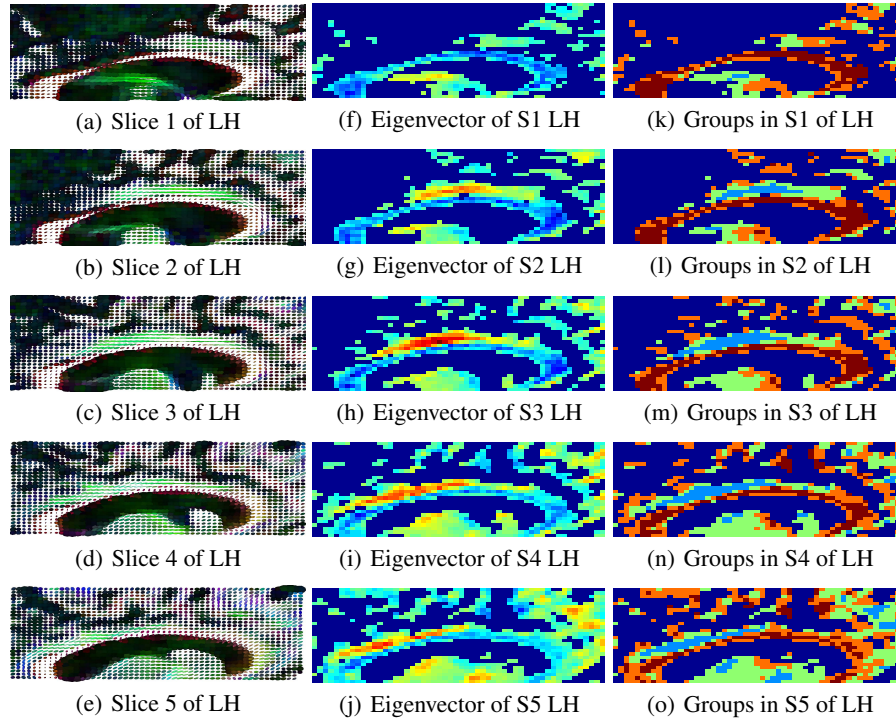 (a) Slice 1 of LH
(f) Eigenvector of S1 LH
(k) Groups in S1 of LH
(b) Slice 2 of LH
(g) Eigenvector of S2 LH
(l) Groups in S2 of LH
(c) Slice 3 of LH
(h) Eigenvector of S3 LH
(m) Groups in S3 of LH
(d) Slice 4 of LH
(i) Eigenvector of S4 LH
(n) Groups in S4 of LH
(e) Slice 5 of LH
(j) Eigenvector of S5 LH
(o) Groups in S5 of LH